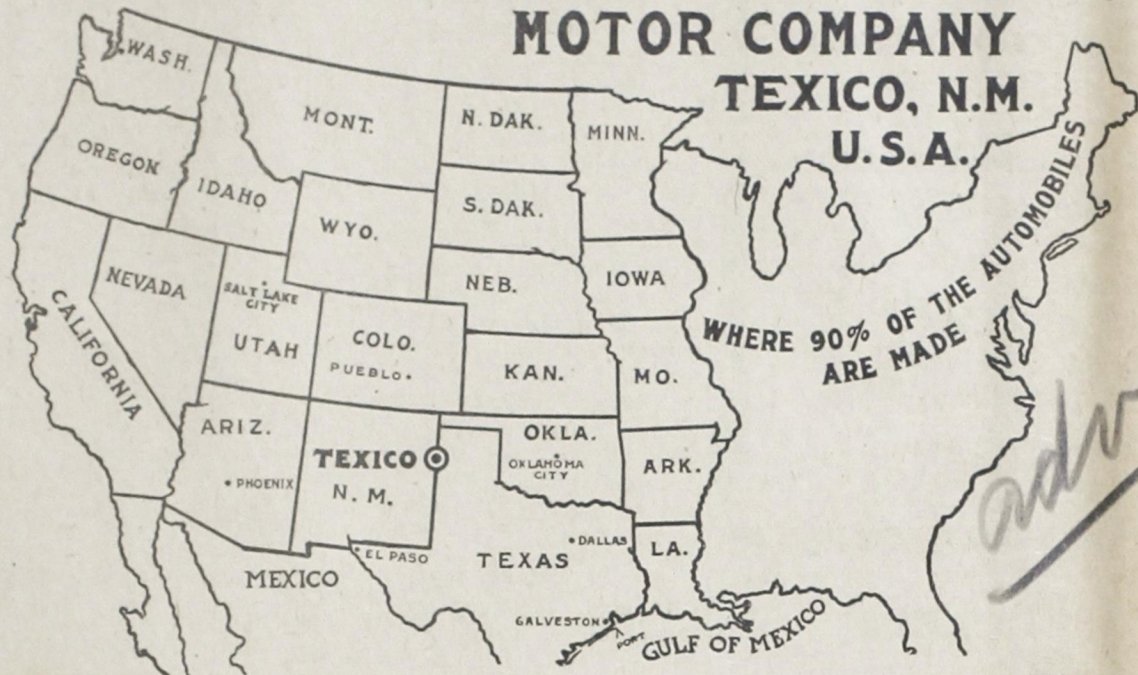 MOTOR COMPANY
TEXICO, N.M.
U.S.A.
WASH.
MONT.
N. DAK.
MINN.
OREGON
IDAHO
WYO.
S. DAK.
NEVADA
SALT LAKE
CITY
UTAH
NEB.
IOWA
CALIFORNIA
COLO.
PUEBLO
KAN.
MO.
WHERE 90% OF THE AUTOMOBILES
ARE MADE
ARIZ.
PHOENIX
TEXICO
N. M.
OKLA.
OKLAHOMA
CITY
ARK.
adv
MEXICO
EL PASO
TEXAS
DALLAS
LA.
GALVESTON
PORT
GULF OF MEXICO